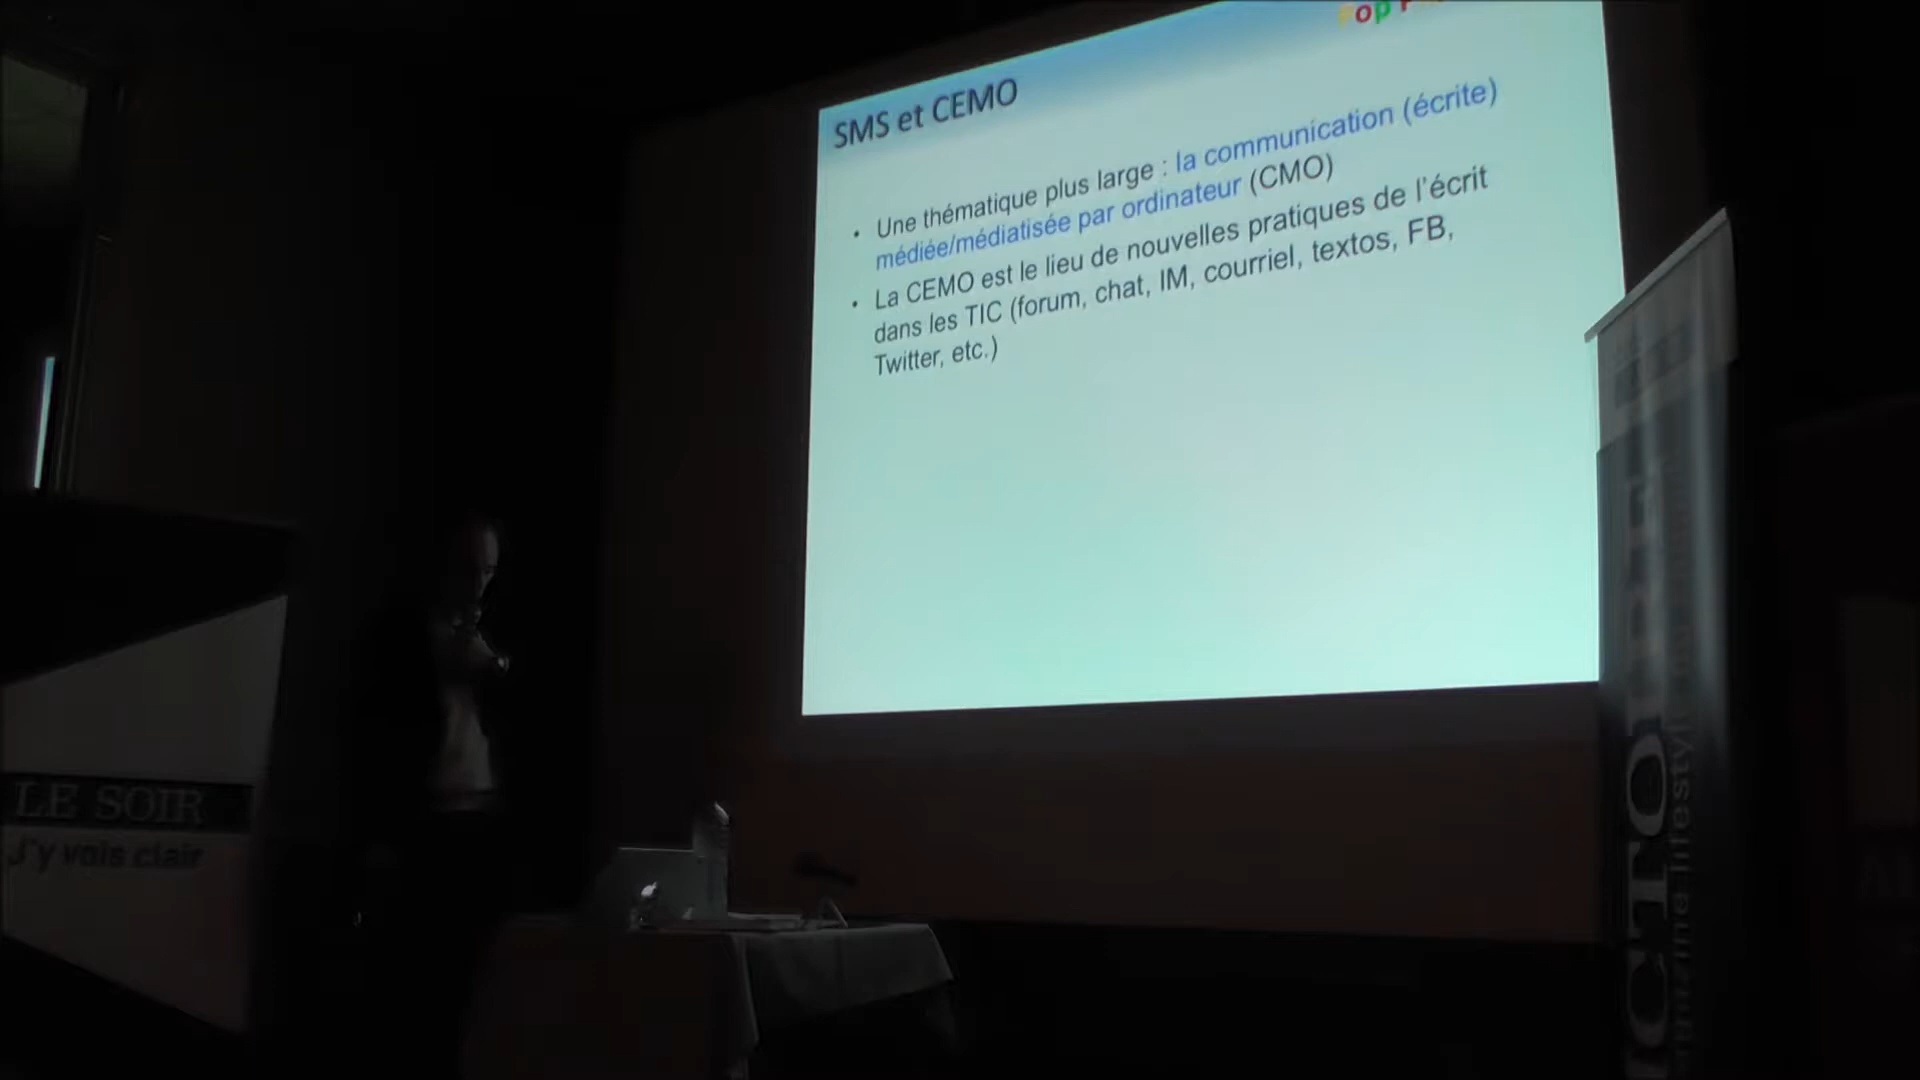 SMS et CEMO
• Une thématique plus large : la communication (écrite)
médiée/médiatisée par ordinateur (CMO)
• La CEMO est le lieu de nouvelles pratiques de l'écrit
dans les TIC (forum, chat, IM, courriel, textos, FB,
Twitter, etc.)
LE SOIR
J'y vois clair